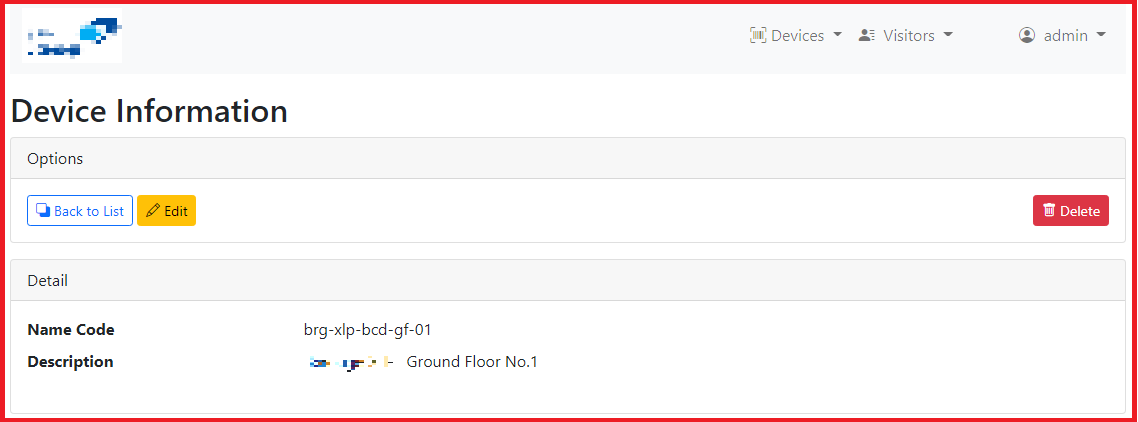 Devices Visitors admin
Device Information
Options
Back to List Edit Delete
Detail
Name Code brg-xlp-bcd-gf-01
Description - Ground Floor No.1